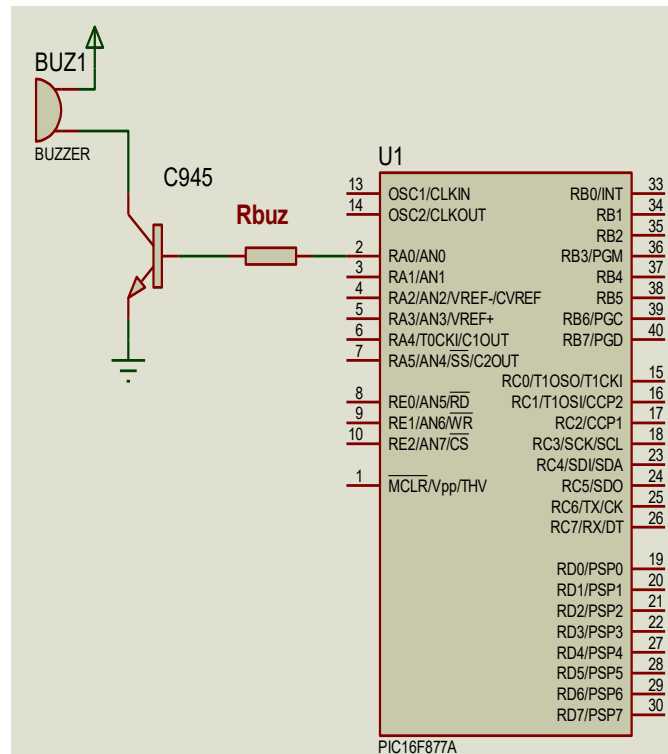 BUZ1
BUZZER
C945
Rbuz
U1
13 OSC1/CLKIN
14 OSC2/CLKOUT
2 RA0/AN0
3 RA1/AN1
4 RA2/AN2/VREF-/CVREF
5 RA3/AN3/VREF+
6 RA4/T0CKI/C1OUT
7 RA5/AN4/SS/C2OUT
8 RE0/AN5/RD
9 RE1/AN6/WR
10 RE2/AN7/CS
1 MCLR/Vpp/THV
RB0/INT 33
RB1 34
RB2 35
RB3/PGM 36
RB4 37
RB5 38
RB6/PGC 39
RB7/PGD 40
RC0/T1OSO/T1CKI 15
RC1/T1OSI/CCP2 16
RC2/CCP1 17
RC3/SCK/SCL 18
RC4/SDI/SDA 23
RC5/SDO 24
RC6/TX/CK 25
RC7/RX/DT 26
RD0/PSP0 19
RD1/PSP1 20
RD2/PSP2 21
RD3/PSP3 22
RD4/PSP4 27
RD5/PSP5 28
RD6/PSP6 29
RD7/PSP7 30
PIC16F877A